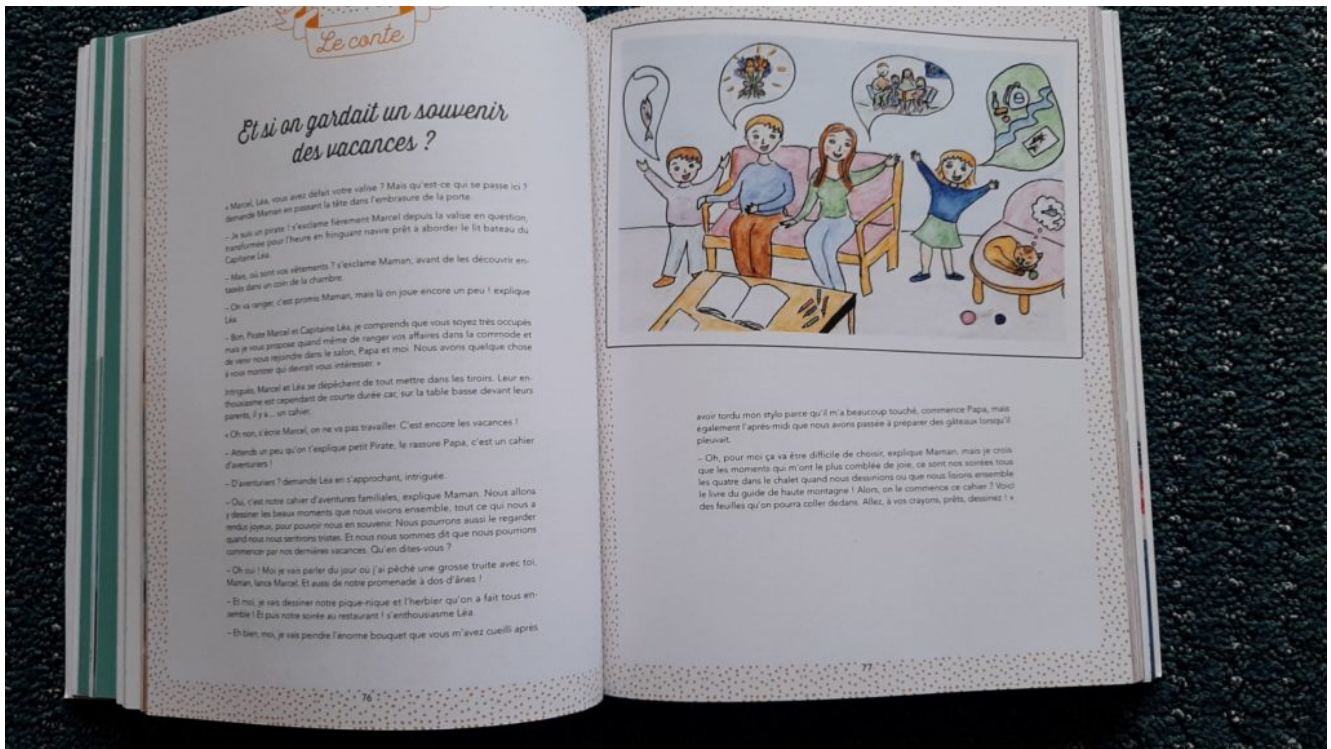 Le conte
Et si on gardait un souvenir
des vacances ?
« Marcel, Léa, vous avez défait votre valise ? Mais qu'est-ce qui se passe ici ?
demande Maman en passant la tête dans l'embrasure de la porte.
– Je suis un pirate ! s'exclame fièrement Marcel depuis la valise en question,
transformée pour l'heure en fringuant navire prêt à aborder le lit bateau du
Capitaine Léa.
– Mais, où sont vos vêtements ? s'exclame Maman, avant de les découvrir en-
tassés dans un coin de la chambre.
– On va ranger, c'est promis Maman, mais là on joue encore un peu ! explique
Léa.
– Bon, Pirate Marcel et Capitaine Léa, je comprends que vous soyez très occupés
mais je vous propose quand même de ranger vos affaires dans la commode et
de venir nous rejoindre dans le salon, Papa et moi. Nous avons quelque chose
à vous montrer qui devrait vous intéresser. »
Intrigués, Marcel et Léa se dépêchent de tout mettre dans les tiroirs. Leur en-
thousiasme est cependant de courte durée car, sur la table basse devant leurs
parents, il y a... un cahier.
« Oh non, s'écrie Marcel, on ne va pas travailler. C'est encore les vacances !
– Attends un peu qu'on t'explique petit Pirate, le rassure Papa, c'est un cahier
d'aventuriers !
– D'aventuriers ? demande Léa en s'approchant, intriguée.
– Oui, c'est notre cahier d'aventures familiales, explique Maman. Nous allons
y dessiner les beaux moments que nous vivons ensemble, tout ce qui nous a
rendus joyeux, pour pouvoir nous en souvenir. Nous pourrons aussi le regarder
quand nous nous sentirons tristes. Et nous nous sommes dit que nous pourrions
commencer par nos dernières vacances. Qu'en dites-vous ?
– Oh oui ! Moi je vais parler du jour où j'ai pêché une grosse truite avec toi,
Maman, lance Marcel. Et aussi de notre promenade à dos d'ânes !
– Et moi, je vais dessiner notre pique-nique et l'herbier qu'on a fait tous en-
semble ! Et puis notre soirée au restaurant ! s'enthousiasme Léa.
– Eh bien, moi, je vais peindre l'énorme bouquet que vous m'avez cueilli après
76
avoir tordu mon stylo parce qu'il m'a beaucoup touché, commence Papa, mais
également l'après-midi que nous avons passée à préparer des gâteaux lorsqu'il
pleuvait.
– Oh, pour moi ça va être difficile de choisir, explique Maman, mais je crois
que les moments qui m'ont le plus comblée de joie, ce sont nos soirées tous
les quatre dans le chalet quand nous dessinions ou que nous lisions ensemble
le livre du guide de haute montagne ! Alors, on le commence ce cahier ? Voici
des feuilles qu'on pourra coller dedans. Allez, à vos crayons, prêts, dessinez ! »
77